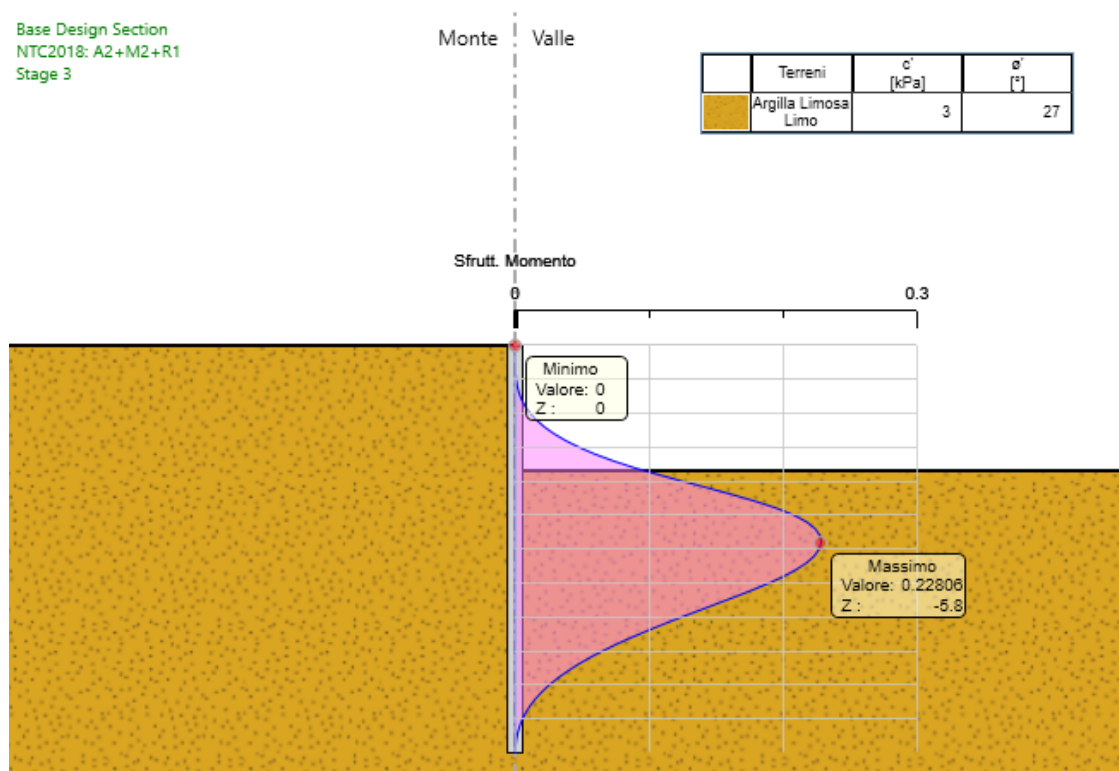 Base Design Section
NTC2018: A2+M2+R1
Stage 3
Monte
Valle
Terreni
c'
[kPa]
ø'
[°]
Argilla Limosa
Limo
3
27
Sfrutt. Momento
0
0.3
Minimo
Valore: 0
Z : 0
Massimo
Valore: 0.22806
Z : -5.8